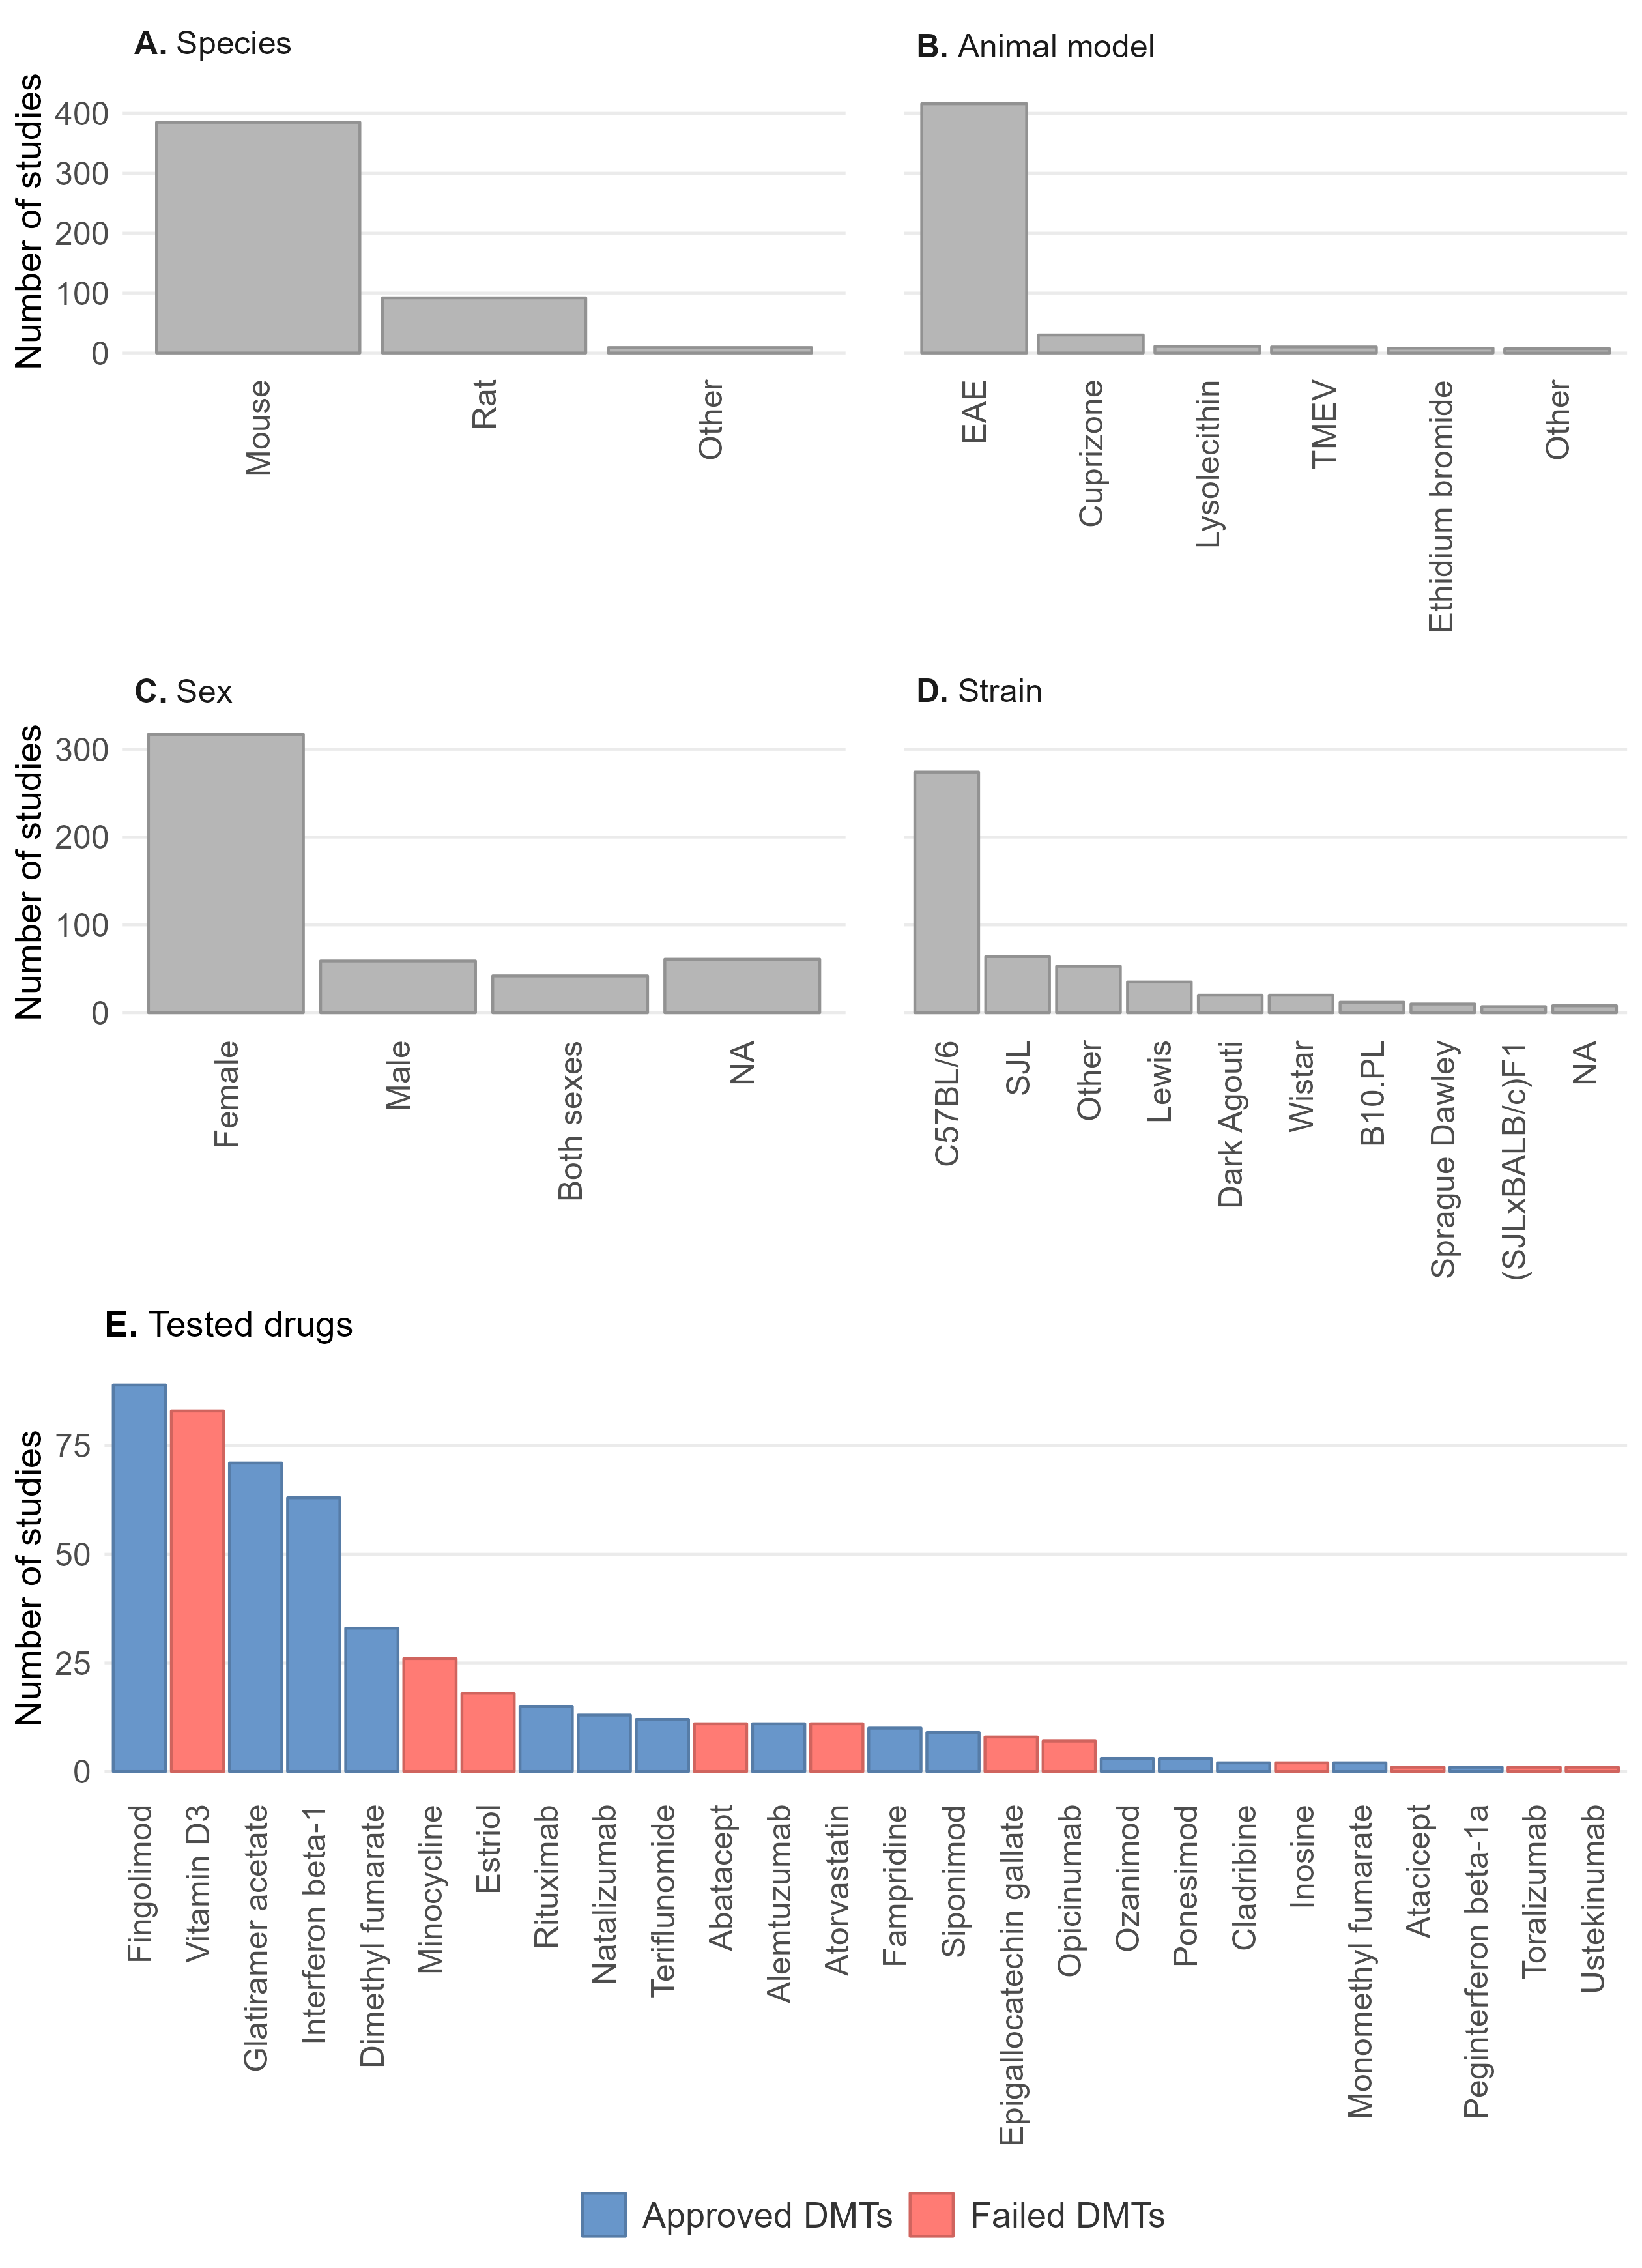 A. Species
Number of studies
400
300
200
100
0
Mouse
Rat
Other
B. Animal model
EAE
Cuprizone
Lysolecithin
TMEV
Ethidium bromide
Other
C. Sex
Number of studies
300
200
100
0
Female
Male
Both sexes
NA
D. Strain
C57BL/6
SJL
Other
Lewis
Dark Agouti
Wistar
B10.PL
Sprague Dawley
(SJLxBALB/c)F1
NA
E. Tested drugs
Number of studies
75
50
25
0
Fingolimod
Vitamin D3
Glatiramer acetate
Interferon beta-1
Dimethyl fumarate
Minocycline
Estriol
Rituximab
Natalizumab
Teriflunomide
Abatacept
Alemtuzumab
Atorvastatin
Fampridine
Siponimod
Epigallocatechin gallate
Opicinumab
Ozanimod
Ponesimod
Cladribine
Inosine
Monomethyl fumarate
Atacicept
Peginterferon beta-1a
Toralizumab
Ustekinumab
Approved DMTs
Failed DMTs